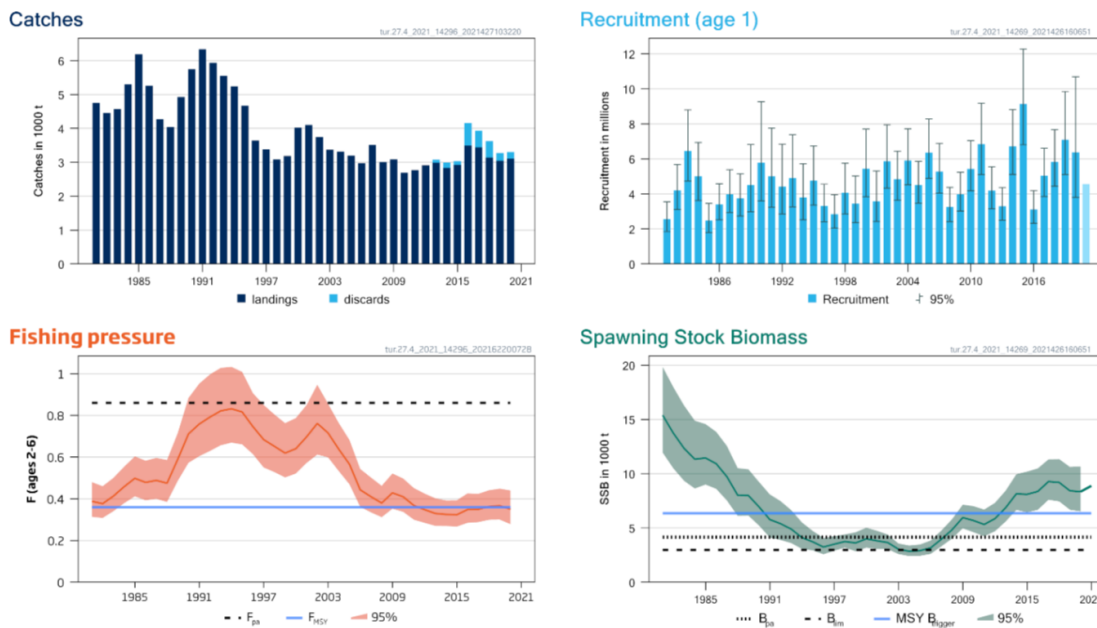 Catches
tur.27.4_2021_14296_2021427103220
Catches in 1000 t
6
5
4
3
2
1
0
1985 1991 1997 2003 2009 2015 2021
landings discards
Recruitment (age 1)
tur.27.4_2021_14269_2021426160651
Recruitment in millions
12
10
8
6
4
2
0
1986 1992 1998 2004 2010 2016
Recruitment 95%
Fishing pressure
tur.27.4_2021_14296_202162200728
F (ages 2-6)
1
0.8
0.6
0.4
0.2
0
1985 1991 1997 2003 2009 2015 2021
Fpa FMSY 95%
Spawning Stock Biomass
tur.27.4_2021_14269_2021426160651
SSB in 1000 t
20
15
10
5
0
1985 1991 1997 2003 2009 2015 202
Bpa Blim MSY Btrigger 95%